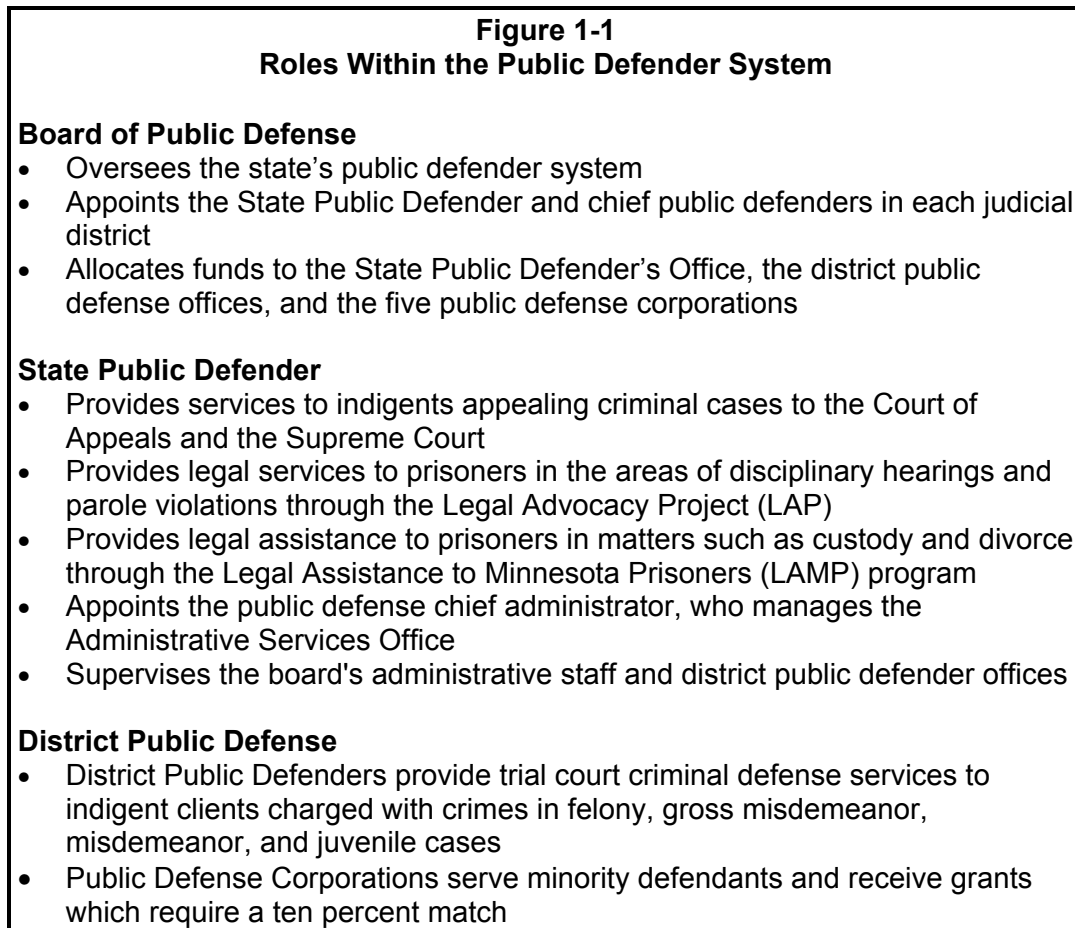 Figure 1-1
Roles Within the Public Defender System
Board of Public Defense
• Oversees the state’s public defender system
• Appoints the State Public Defender and chief public defenders in each judicial
district
• Allocates funds to the State Public Defender’s Office, the district public
defense offices, and the five public defense corporations
State Public Defender
• Provides services to indigents appealing criminal cases to the Court of
Appeals and the Supreme Court
• Provides legal services to prisoners in the areas of disciplinary hearings and
parole violations through the Legal Advocacy Project (LAP)
• Provides legal assistance to prisoners in matters such as custody and divorce
through the Legal Assistance to Minnesota Prisoners (LAMP) program
• Appoints the public defense chief administrator, who manages the
Administrative Services Office
• Supervises the board's administrative staff and district public defender offices
District Public Defense
• District Public Defenders provide trial court criminal defense services to
indigent clients charged with crimes in felony, gross misdemeanor,
misdemeanor, and juvenile cases
• Public Defense Corporations serve minority defendants and receive grants
which require a ten percent match